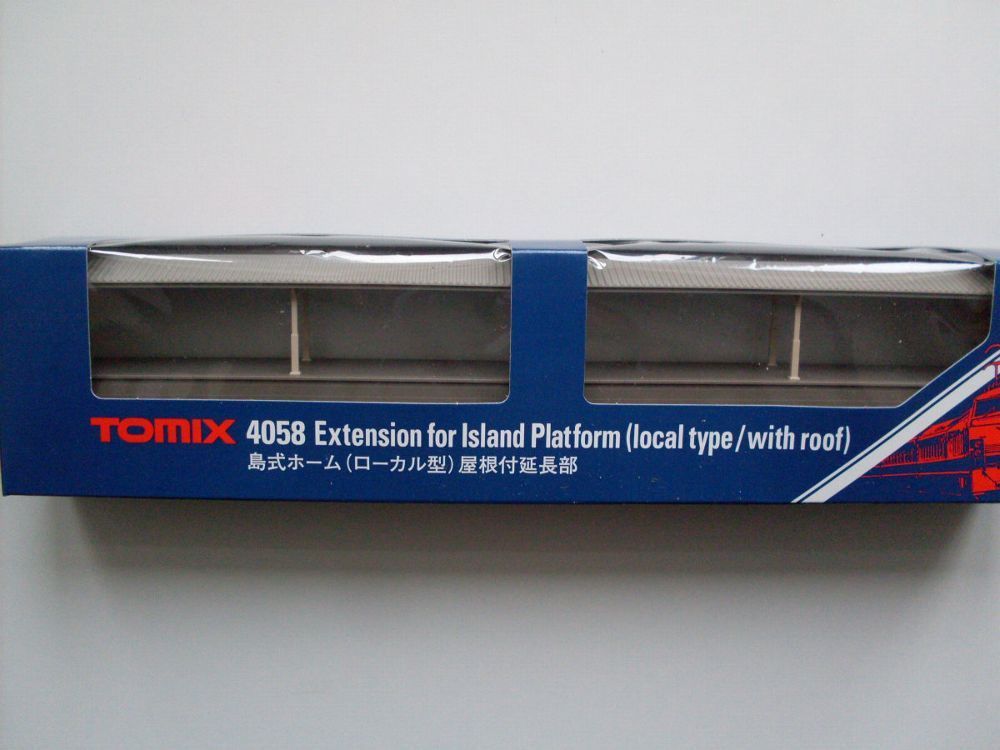 TOMIX 4058 Extension for Island Platform (local type/with roof)
島式ホーム(ローカル型)屋根付延長部